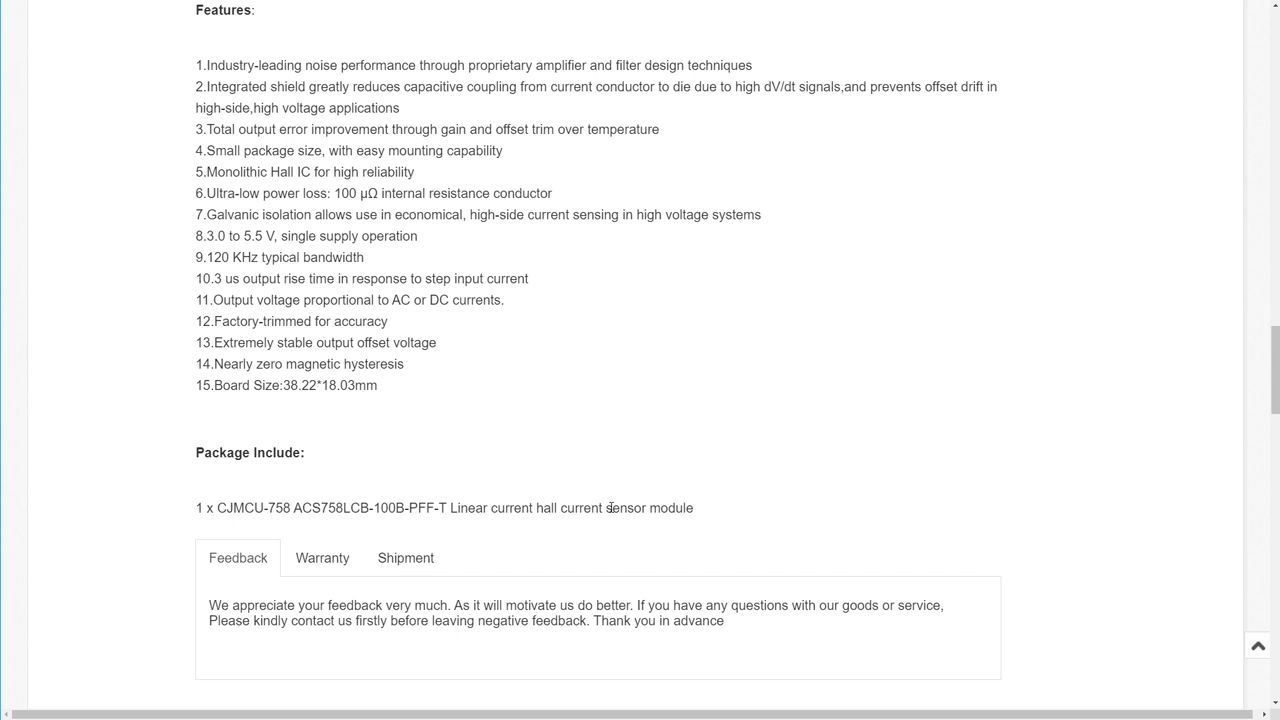 Features:
1.Industry-leading noise performance through proprietary amplifier and filter design techniques
2.Integrated shield greatly reduces capacitive coupling from current conductor to die due to high dV/dt signals,and prevents offset drift in
high-side,high voltage applications
3.Total output error improvement through gain and offset trim over temperature
4.Small package size, with easy mounting capability
5.Monolithic Hall IC for high reliability
6.Ultra-low power loss: 100 μΩ internal resistance conductor
7.Galvanic isolation allows use in economical, high-side current sensing in high voltage systems
8.3.0 to 5.5 V, single supply operation
9.120 KHz typical bandwidth
10.3 us output rise time in response to step input current
11.Output voltage proportional to AC or DC currents.
12.Factory-trimmed for accuracy
13.Extremely stable output offset voltage
14.Nearly zero magnetic hysteresis
15.Board Size:38.22*18.03mm
Package Include:
1 x CJMCU-758 ACS758LCB-100B-PFF-T Linear current hall current sensor module
Feedback Warranty Shipment
We appreciate your feedback very much. As it will motivate us do better. If you have any questions with our goods or service,
Please kindly contact us firstly before leaving negative feedback. Thank you in advance